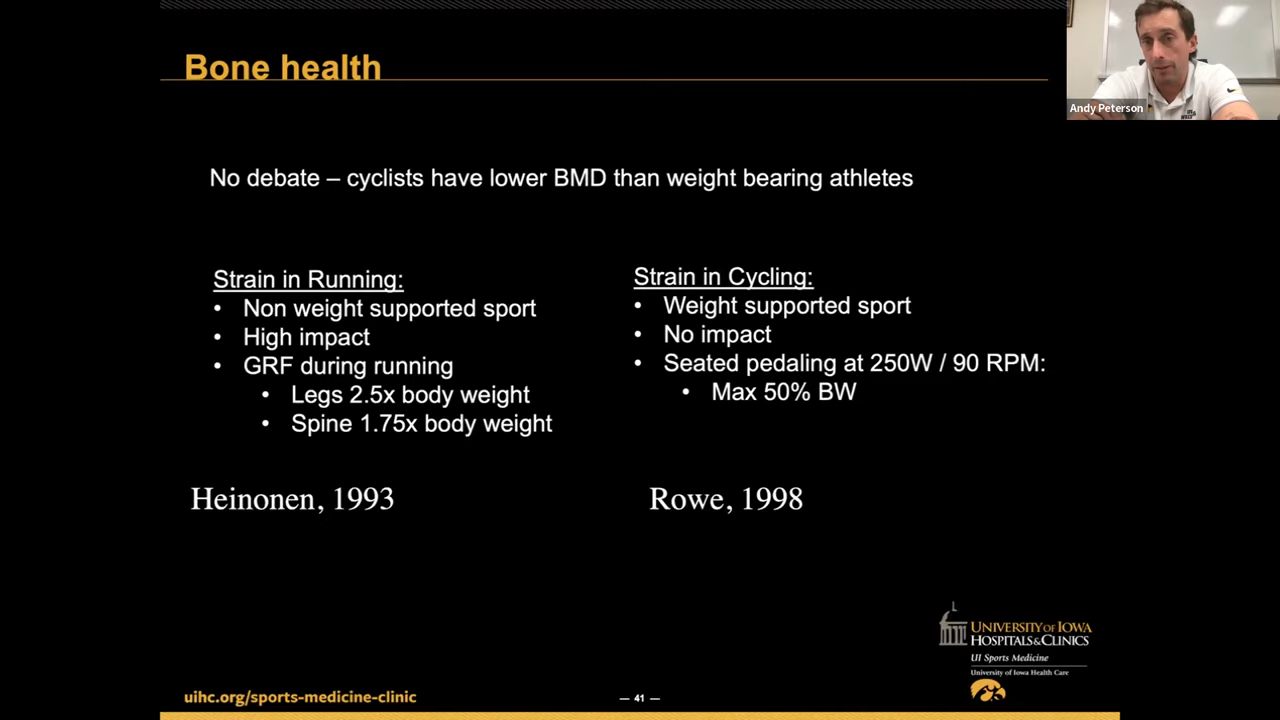 Bone health
Andy Peterson
No debate – cyclists have lower BMD than weight bearing athletes
Strain in Running:
• Non weight supported sport
• High impact
• GRF during running
• Legs 2.5x body weight
• Spine 1.75x body weight
Heinonen, 1993
Strain in Cycling:
• Weight supported sport
• No impact
• Seated pedaling at 250W / 90 RPM:
• Max 50% BW
Rowe, 1998
UNIVERSITY OF IOWA
HOSPITALS & CLINICS
UI Sports Medicine
University of Iowa Health Care
uihc.org/sports-medicine-clinic
— 41 —